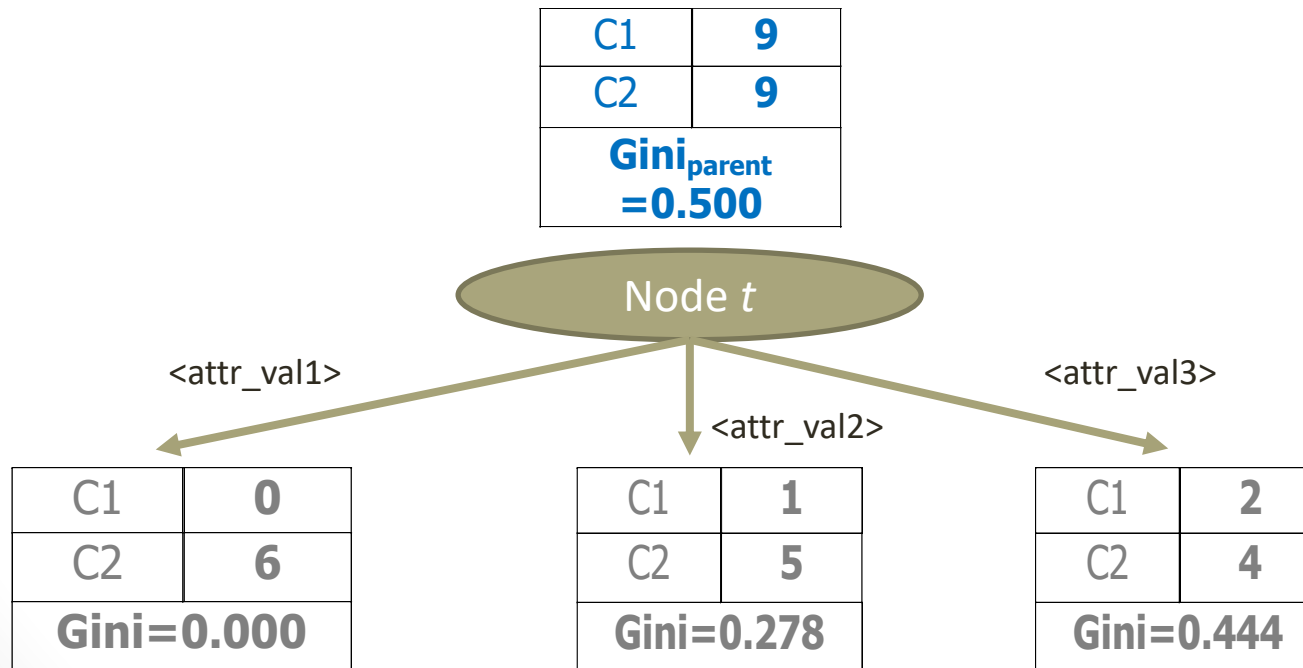 C1 9
C2 9
Gini_parent
=0.500
Node t
<attr_val1>
<attr_val2>
<attr_val3>
C1 0
C2 6
Gini=0.000
C1 1
C2 5
Gini=0.278
C1 2
C2 4
Gini=0.444